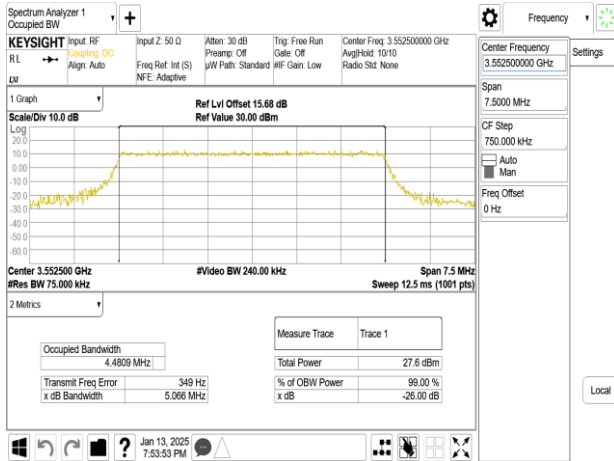 Spectrum Analyzer 1
Occupied BW
Frequency
Settings
KEYSIGHT
RL
LXI
Input: RF
Coupling: DC
Align: Auto
Input Z: 50 Ω
Freq Ref: Int (S)
NFE: Adaptive
Atten: 30 dB
Preamp: Off
µW Path: Standard
Trig: Free Run
Gate: Off
#IF Gain: Low
Center Freq: 3.552500000 GHz
Avg|Hold: 10/10
Radio Std: None
Center Frequency
3.552500000 GHz
Span
7.5000 MHz
CF Step
750.000 kHz
Auto
Man
Freq Offset
0 Hz
Local
1 Graph
Scale/Div 10.0 dB
Ref Lvl Offset 15.68 dB
Ref Value 30.00 dBm
Log
20.0
10.0
0.00
-10.0
-20.0
-30.0
-40.0
-50.0
-60.0
Center 3.552500 GHz
#Res BW 75.000 kHz
#Video BW 240.00 kHz
Span 7.5 MHz
Sweep 12.5 ms (1001 pts)
2 Metrics
Measure Trace Trace 1
Occupied Bandwidth
4.4809 MHz
Total Power 27.6 dBm
Transmit Freq Error 349 Hz
% of OBW Power 99.00 %
x dB Bandwidth 5.066 MHz
x dB -26.00 dB
Jan 13, 2025
7:53:53 PM